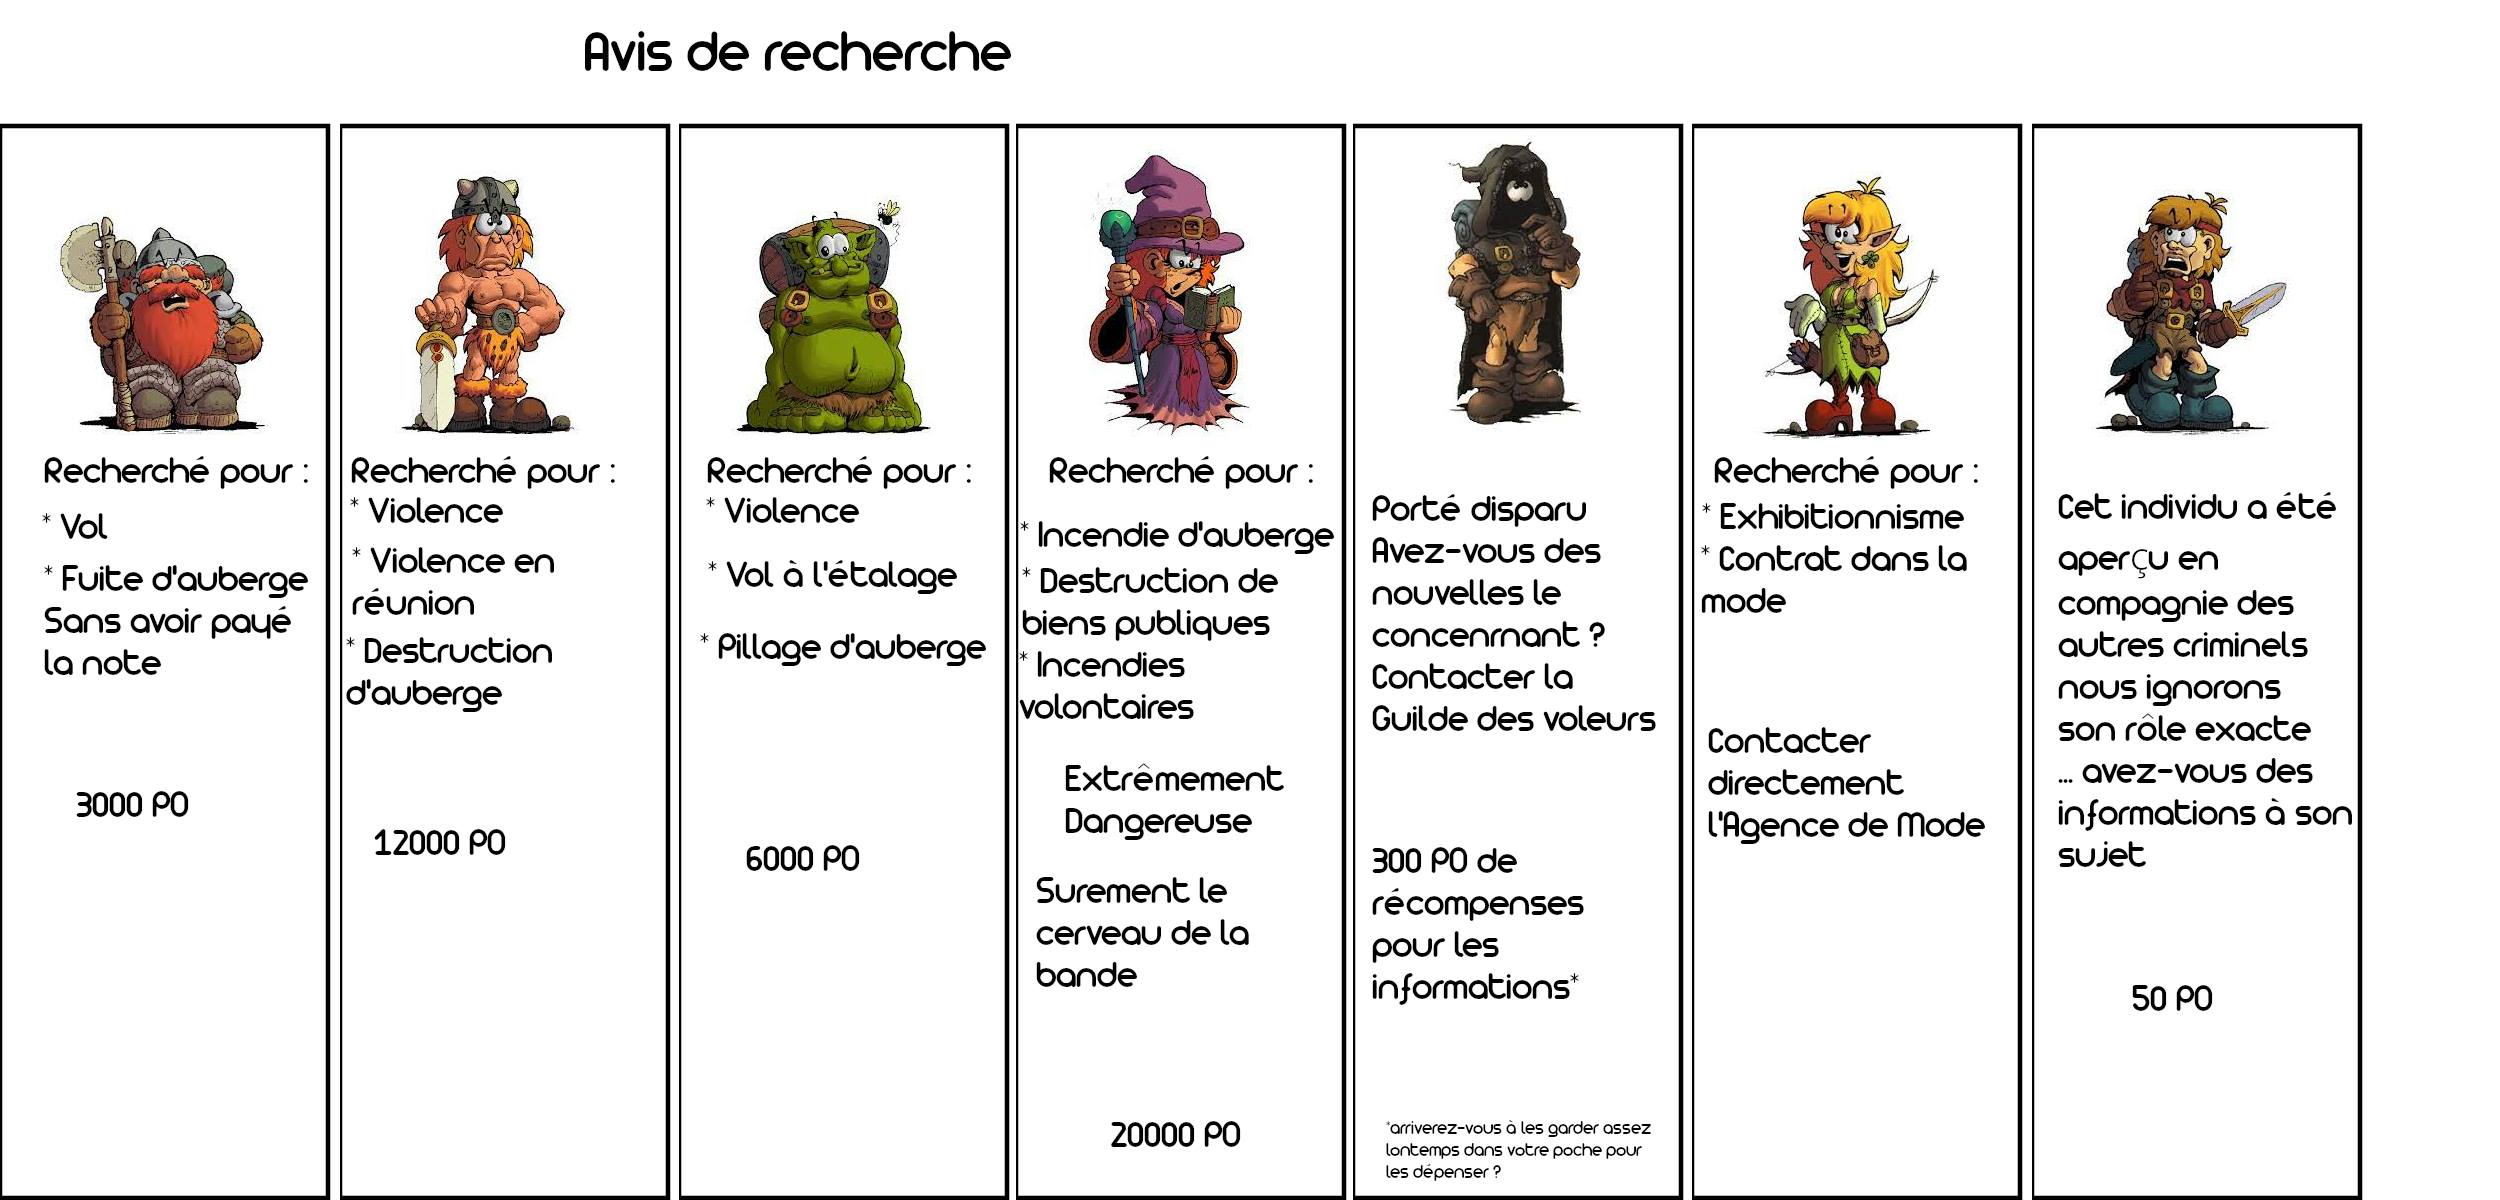 Avis de recherche
Recherché pour :
* Vol
* Fuite d'auberge
Sans avoir payé
la note
3000 PO
Recherché pour :
* Violence
* Violence en
réunion
* Destruction
d'auberge
12000 PO
Recherché pour :
* Violence
* Vol à l'étalage
* Pillage d'auberge
6000 PO
Recherché pour :
* Incendie d'auberge
* Destruction de
biens publiques
* Incendies
volontaires
Extrêmement
Dangereuse
Surement le
cerveau de la
bande
20000 PO
Porté disparu
Avez-vous des
nouvelles le
concenrnant ?
Contacter la
Guilde des voleurs
300 PO de
récompenses
pour les
informations*
*arriverez-vous à les garder assez
lontemps dans votre poche pour
les dépenser ?
Recherché pour :
* Exhibitionnisme
* Contrat dans la
mode
Contacter
directement
l'Agence de Mode
Cet individu a été
aperçu en
compagnie des
autres criminels
nous ignorons
son rôle exacte
... avez-vous des
informations à son
sujet
50 PO